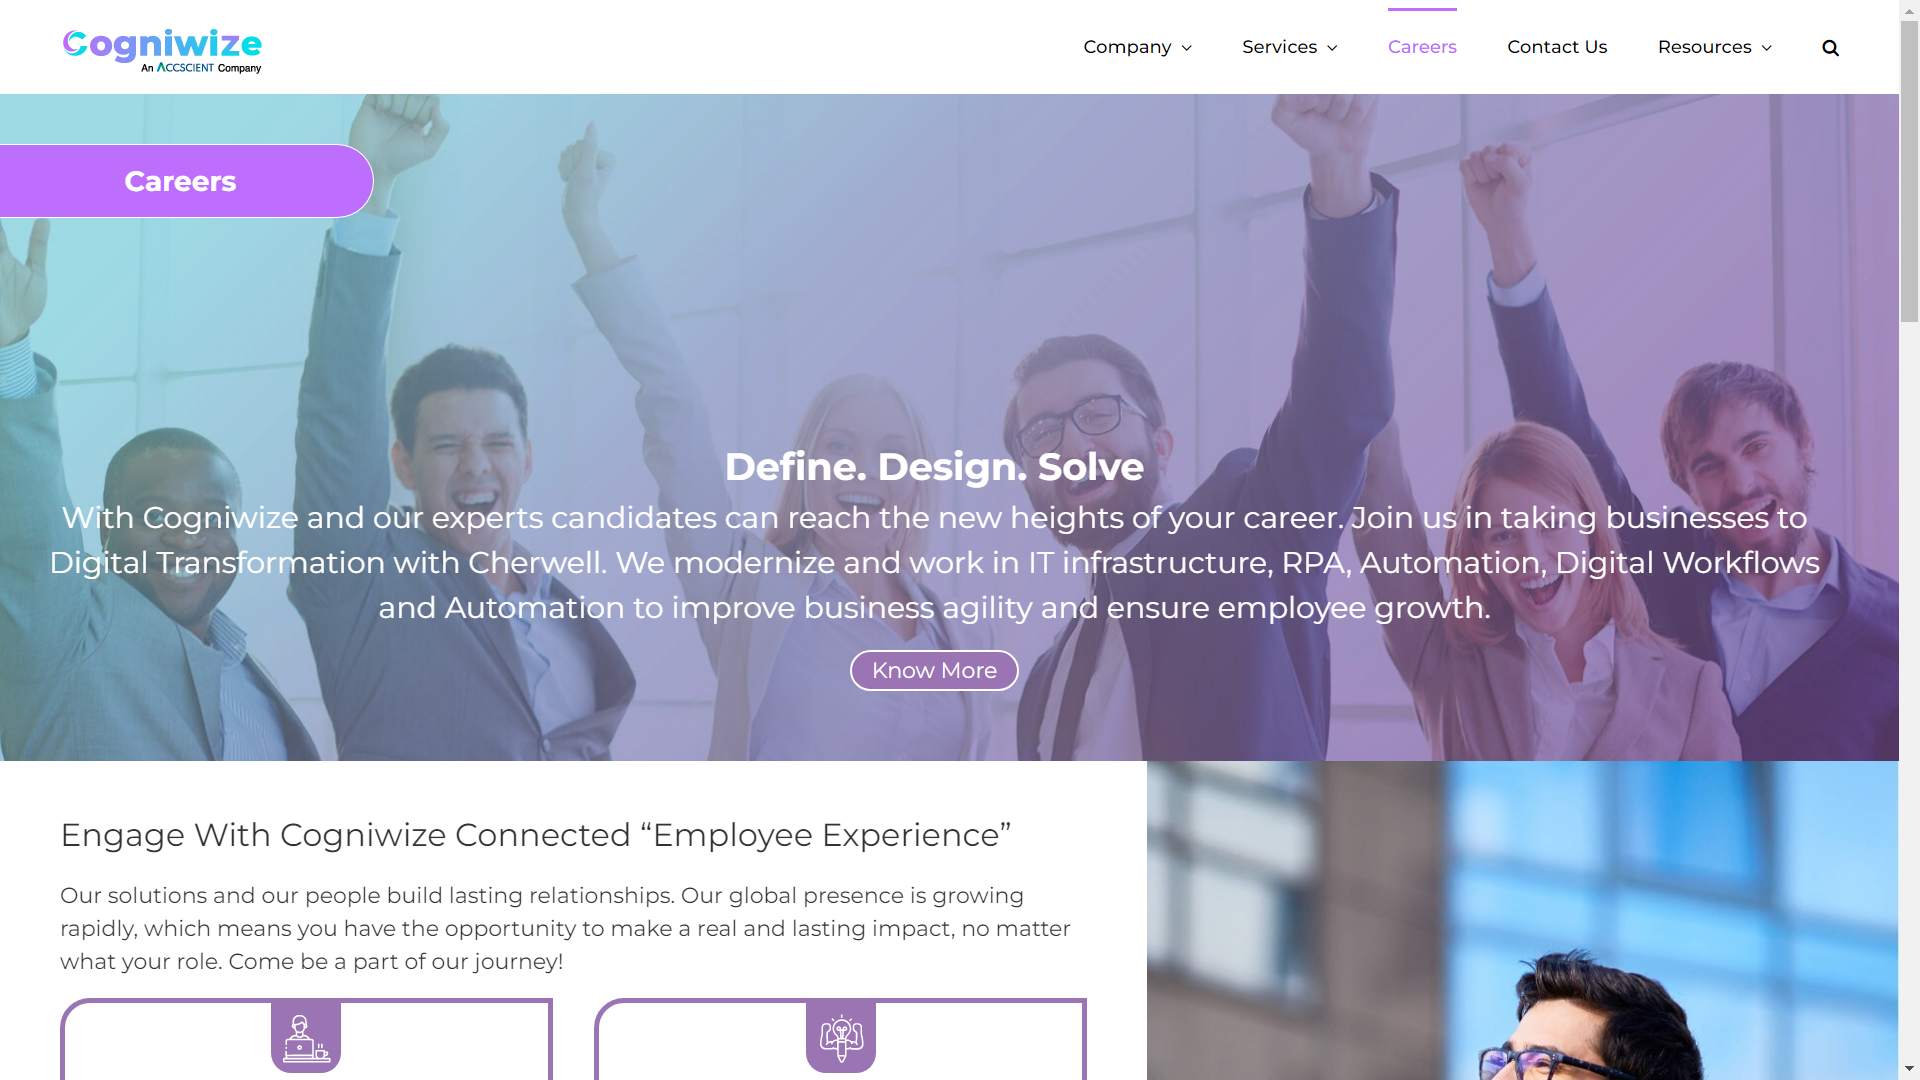 Cogniwize
An ACCSCIENT Company
Company
Services
Careers
Contact Us
Resources
Careers
Define. Design. Solve
With Cogniwize and our experts candidates can reach the new heights of your career. Join us in taking businesses to
Digital Transformation with Cherwell. We modernize and work in IT infrastructure, RPA, Automation, Digital Workflows
and Automation to improve business agility and ensure employee growth.
Know More
Engage With Cogniwize Connected “Employee Experience”
Our solutions and our people build lasting relationships. Our global presence is growing
rapidly, which means you have the opportunity to make a real and lasting impact, no matter
what your role. Come be a part of our journey!